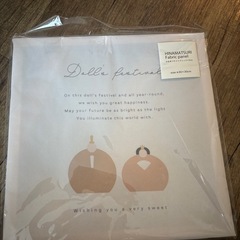 HINAMATSURI
Fabric panel
Doll's festival
On this doll's festival and all year-round,
we wish you great happiness.
May your future be as bright as the light
You illuminate this world with.
Wishing you a very sweet